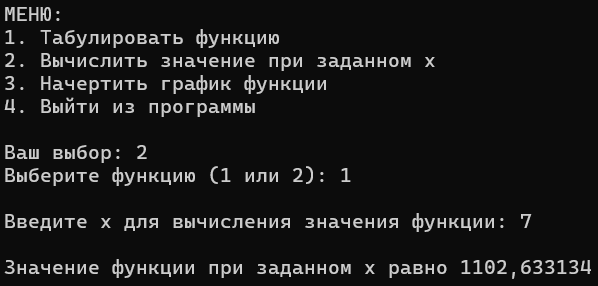 МЕНЮ:
1. Табулировать функцию
2. Вычислить значение при заданном x
3. Начертить график функции
4. Выйти из программы
Ваш выбор: 2
Выберите функцию (1 или 2): 1
Введите x для вычисления значения функции: 7
Значение функции при заданном x равно 1102,633134